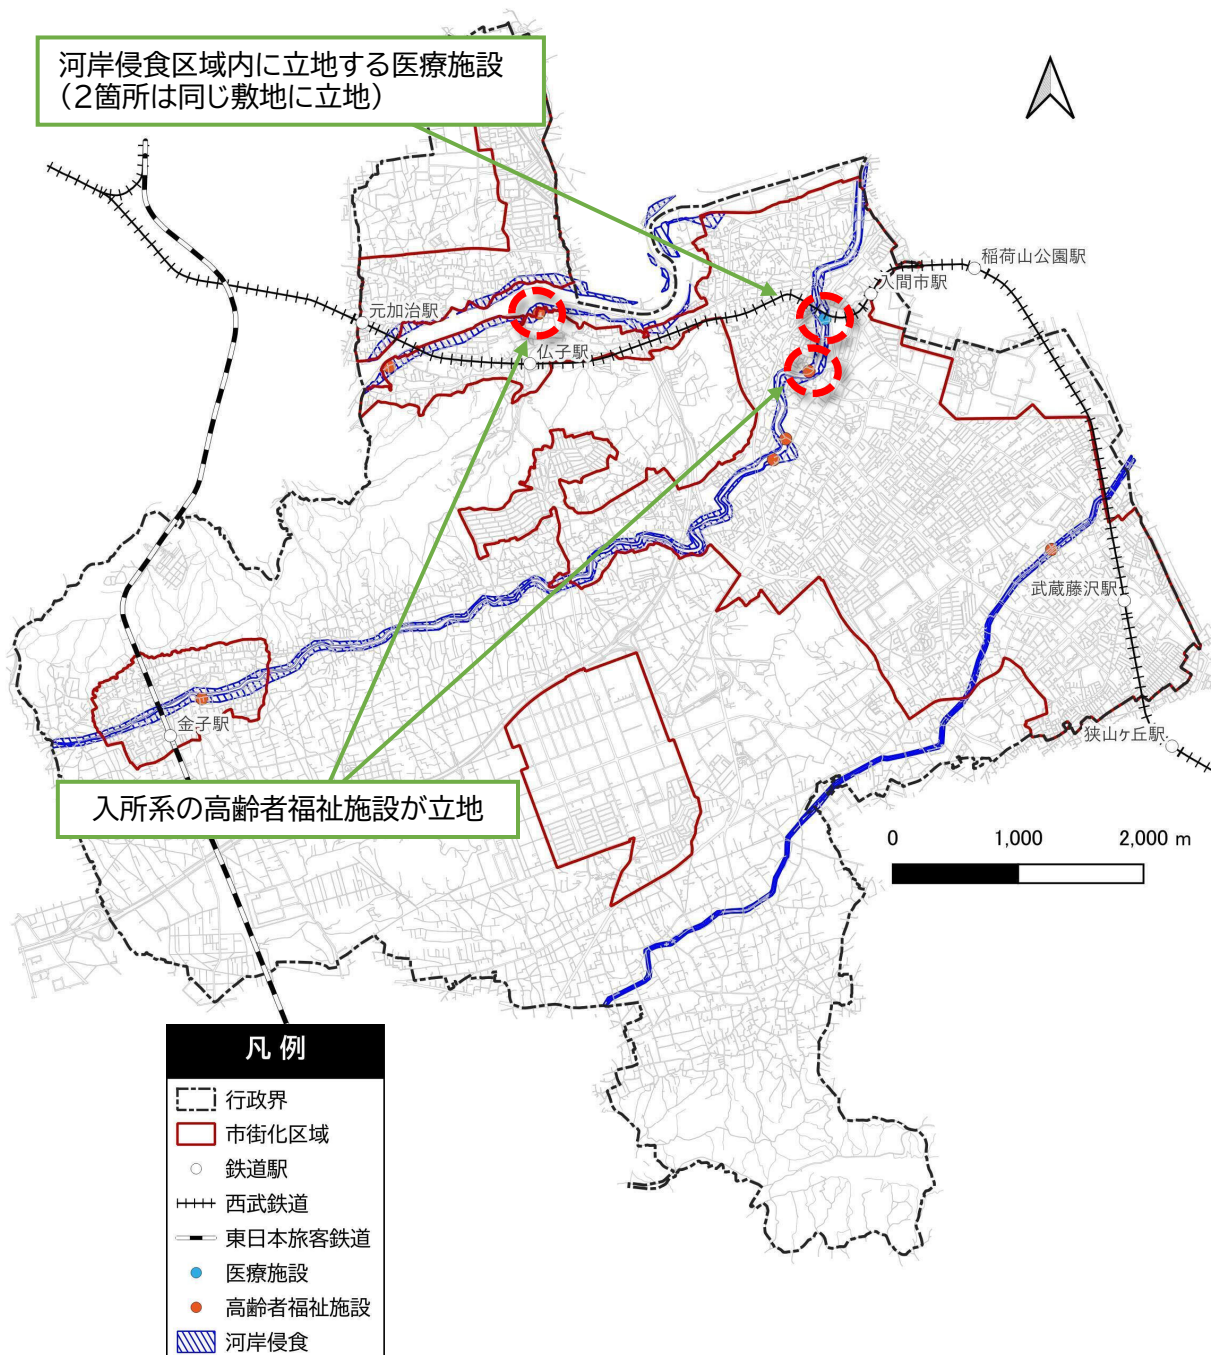 河岸侵食区域内に立地する医療施設
(2箇所は同じ敷地に立地)
稲荷山公園駅
入間市駅
元加治駅
仏子駅
武蔵藤沢駅
金子駅
狭山ヶ丘駅
入所系の高齢者福祉施設が立地
0 1,000 2,000 m
凡例
行政界
市街化区域
鉄道駅
西武鉄道
東日本旅客鉄道
医療施設
高齢者福祉施設
河岸侵食